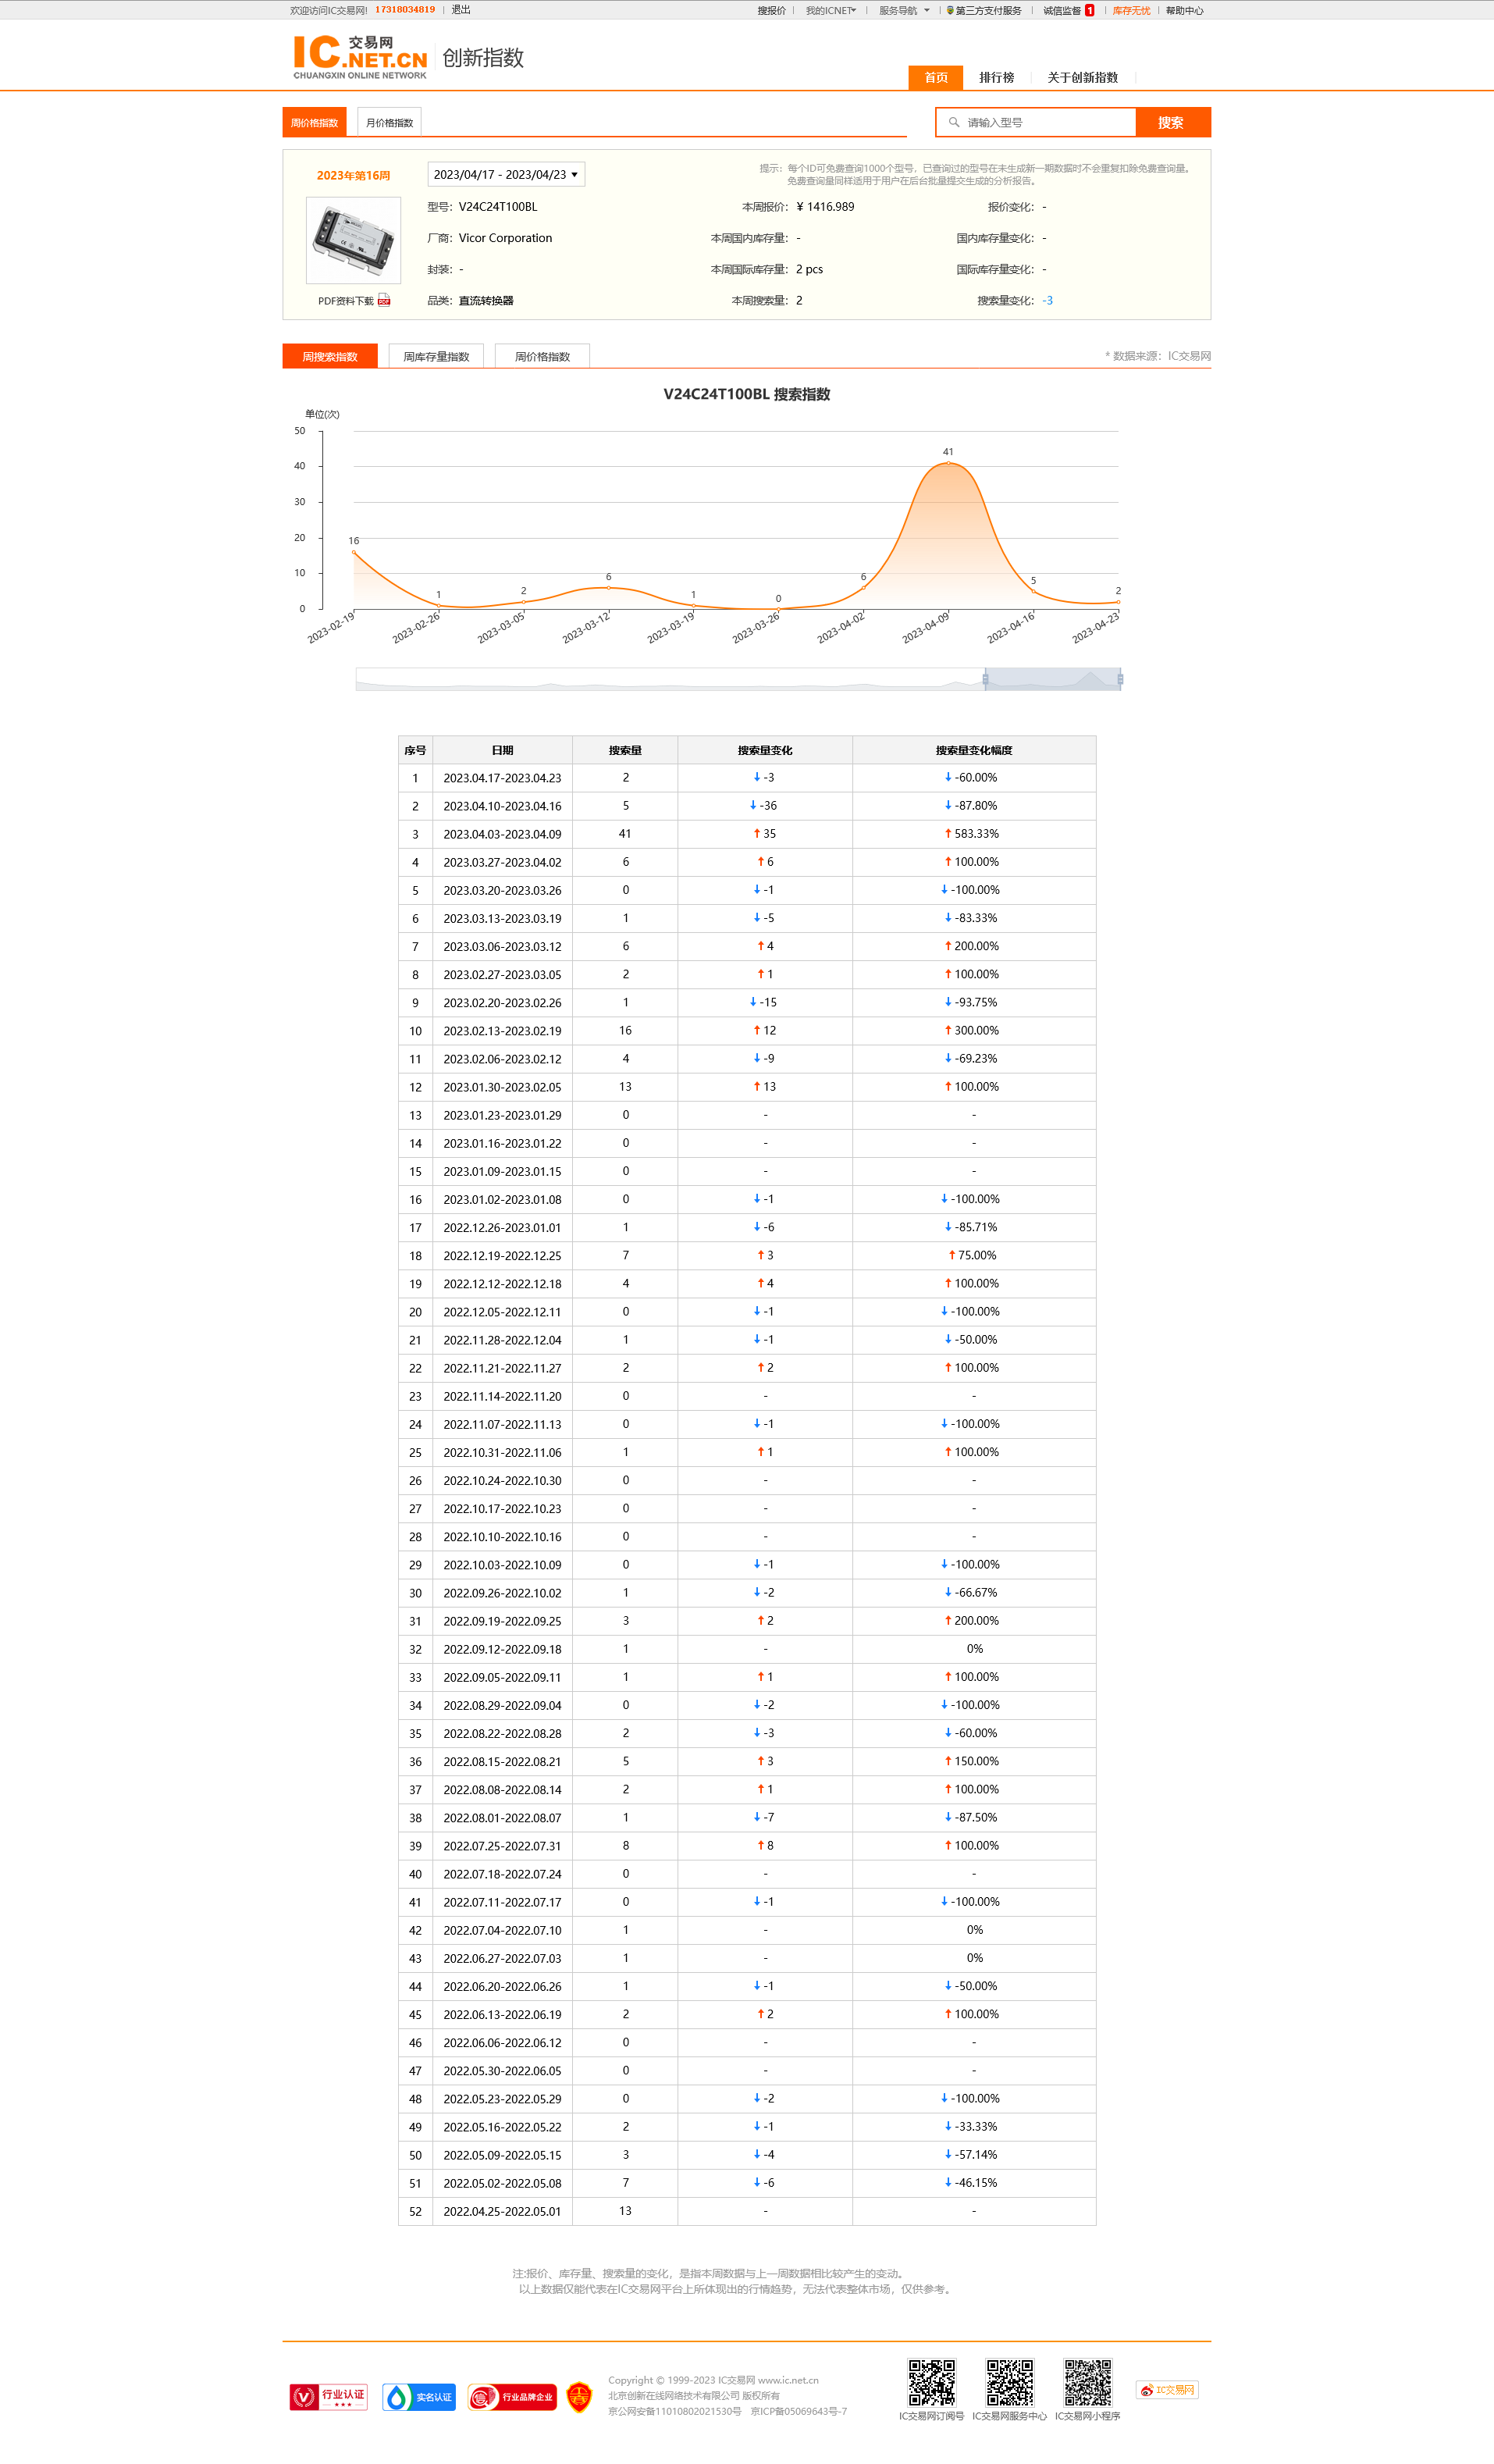 欢迎访问IC交易网! 17318034819 退出 搜报价 我的ICNET 服务导航 第三方支付服务 诚信监督 1 库存无忧 帮助中心
IC.NET.CN 交易网 创新指数
CHUANGXIN ONLINE NETWORK
首页 排行榜 关于创新指数
周价格指数 月价格指数 请输入型号 搜索
2023年第16周 2023/04/17 - 2023/04/23 提示：每个ID可免费查询1000个型号，已查询过的型号在未生成新一期数据时不会重复扣除免费查询量。
免费查询量同样适用于用户在后台批量提交生成的分析报告。
型号：V24C24T100BL 本周报价：¥ 1416.989 报价变化：-
厂商：Vicor Corporation 本周国内库存量：- 国内库存量变化：-
封装：- 本周国际库存量：2 pcs 国际库存量变化：-
PDF资料下载 品类：直流转换器 本周搜索量：2 搜索量变化：-3
周搜索指数 周库存量指数 周价格指数 * 数据来源：IC交易网
V24C24T100BL 搜索指数
单位(次)
50
40
30
20
10
0
16 1 2 6 1 0 6 41 5 2
2023-02-19 2023-02-26 2023-03-05 2023-03-12 2023-03-19 2023-03-26 2023-04-02 2023-04-09 2023-04-16 2023-04-23
序号 日期 搜索量 搜索量变化 搜索量变化幅度
1 2023.04.17-2023.04.23 2 -3 -60.00%
2 2023.04.10-2023.04.16 5 -36 -87.80%
3 2023.04.03-2023.04.09 41 35 583.33%
4 2023.03.27-2023.04.02 6 6 100.00%
5 2023.03.20-2023.03.26 0 -1 -100.00%
6 2023.03.13-2023.03.19 1 -5 -83.33%
7 2023.03.06-2023.03.12 6 4 200.00%
8 2023.02.27-2023.03.05 2 1 100.00%
9 2023.02.20-2023.02.26 1 -15 -93.75%
10 2023.02.13-2023.02.19 16 12 300.00%
11 2023.02.06-2023.02.12 4 -9 -69.23%
12 2023.01.30-2023.02.05 13 13 100.00%
13 2023.01.23-2023.01.29 0 - -
14 2023.01.16-2023.01.22 0 - -
15 2023.01.09-2023.01.15 0 - -
16 2023.01.02-2023.01.08 0 -1 -100.00%
17 2022.12.26-2023.01.01 1 -6 -85.71%
18 2022.12.19-2022.12.25 7 3 75.00%
19 2022.12.12-2022.12.18 4 4 100.00%
20 2022.12.05-2022.12.11 0 -1 -100.00%
21 2022.11.28-2022.12.04 1 -1 -50.00%
22 2022.11.21-2022.11.27 2 2 100.00%
23 2022.11.14-2022.11.20 0 - -
24 2022.11.07-2022.11.13 0 -1 -100.00%
25 2022.10.31-2022.11.06 1 1 100.00%
26 2022.10.24-2022.10.30 0 - -
27 2022.10.17-2022.10.23 0 - -
28 2022.10.10-2022.10.16 0 - -
29 2022.10.03-2022.10.09 0 -1 -100.00%
30 2022.09.26-2022.10.02 1 -2 -66.67%
31 2022.09.19-2022.09.25 3 2 200.00%
32 2022.09.12-2022.09.18 1 - 0%
33 2022.09.05-2022.09.11 1 1 100.00%
34 2022.08.29-2022.09.04 0 -2 -100.00%
35 2022.08.22-2022.08.28 2 -3 -60.00%
36 2022.08.15-2022.08.21 5 3 150.00%
37 2022.08.08-2022.08.14 2 1 100.00%
38 2022.08.01-2022.08.07 1 -7 -87.50%
39 2022.07.25-2022.07.31 8 8 100.00%
40 2022.07.18-2022.07.24 0 - -
41 2022.07.11-2022.07.17 0 -1 -100.00%
42 2022.07.04-2022.07.10 1 - 0%
43 2022.06.27-2022.07.03 1 - 0%
44 2022.06.20-2022.06.26 1 -1 -50.00%
45 2022.06.13-2022.06.19 2 2 100.00%
46 2022.06.06-2022.06.12 0 - -
47 2022.05.30-2022.06.05 0 - -
48 2022.05.23-2022.05.29 0 -2 -100.00%
49 2022.05.16-2022.05.22 2 -1 -33.33%
50 2022.05.09-2022.05.15 3 -4 -57.14%
51 2022.05.02-2022.05.08 7 -6 -46.15%
52 2022.04.25-2022.05.01 13 - -
注:报价、库存量、搜索量的变化，是指本周数据与上一周数据相比较产生的变动。
以上数据仅能代表在IC交易网平台上所体现出的行情趋势，无法代表整体市场，仅供参考。
行业认证 实名认证 行业品牌企业
Copyright © 1999-2023 IC交易网 www.ic.net.cn
北京创新在线网络技术有限公司 版权所有
京公网安备11010802021530号 京ICP备05069643号-7
IC交易网订阅号 IC交易网服务中心 IC交易网小程序
IC交易网